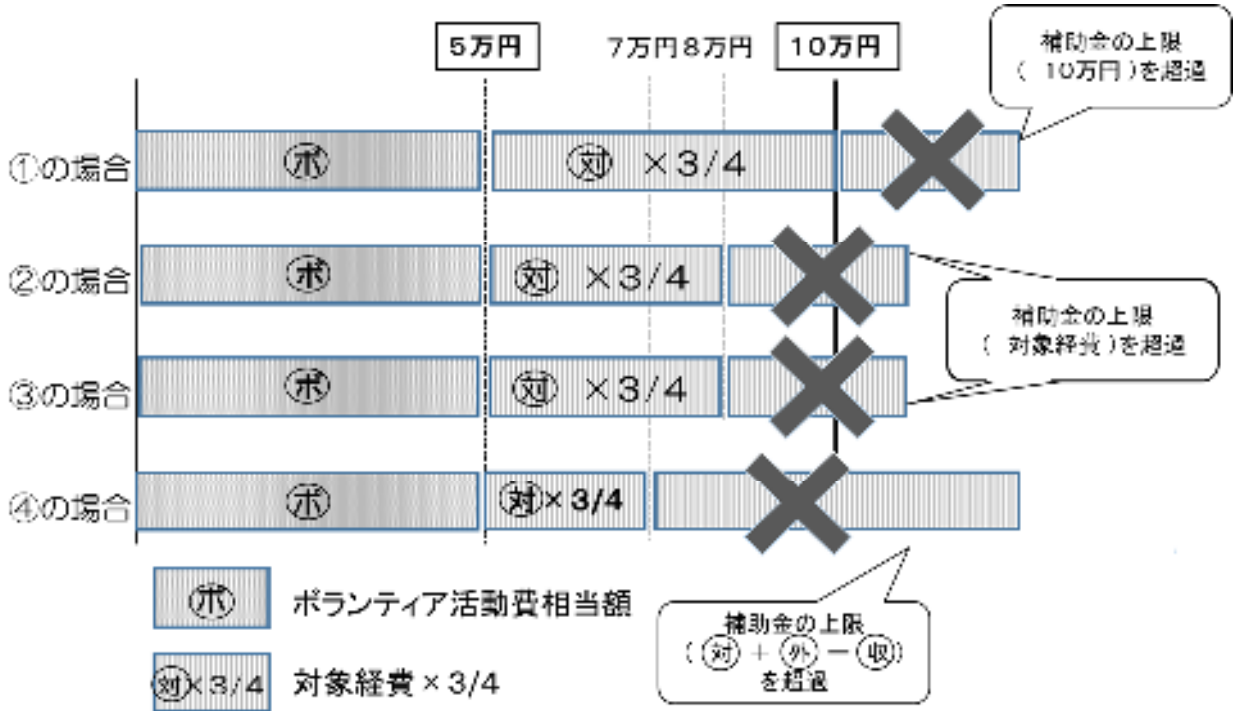 5万円 7万円 8万円 10万円
補助金の上限
( 10万円 )を超過
①の場合 ボ 対 ×3/4
②の場合 ボ 対 ×3/4
補助金の上限
( 対象経費 )を超過
③の場合 ボ 対 ×3/4
④の場合 ボ 対×3/4
ボ ボランティア活動費相当額
補助金の上限
(対 + 外 − 収)
を超過
対×3/4 対象経費×3/4